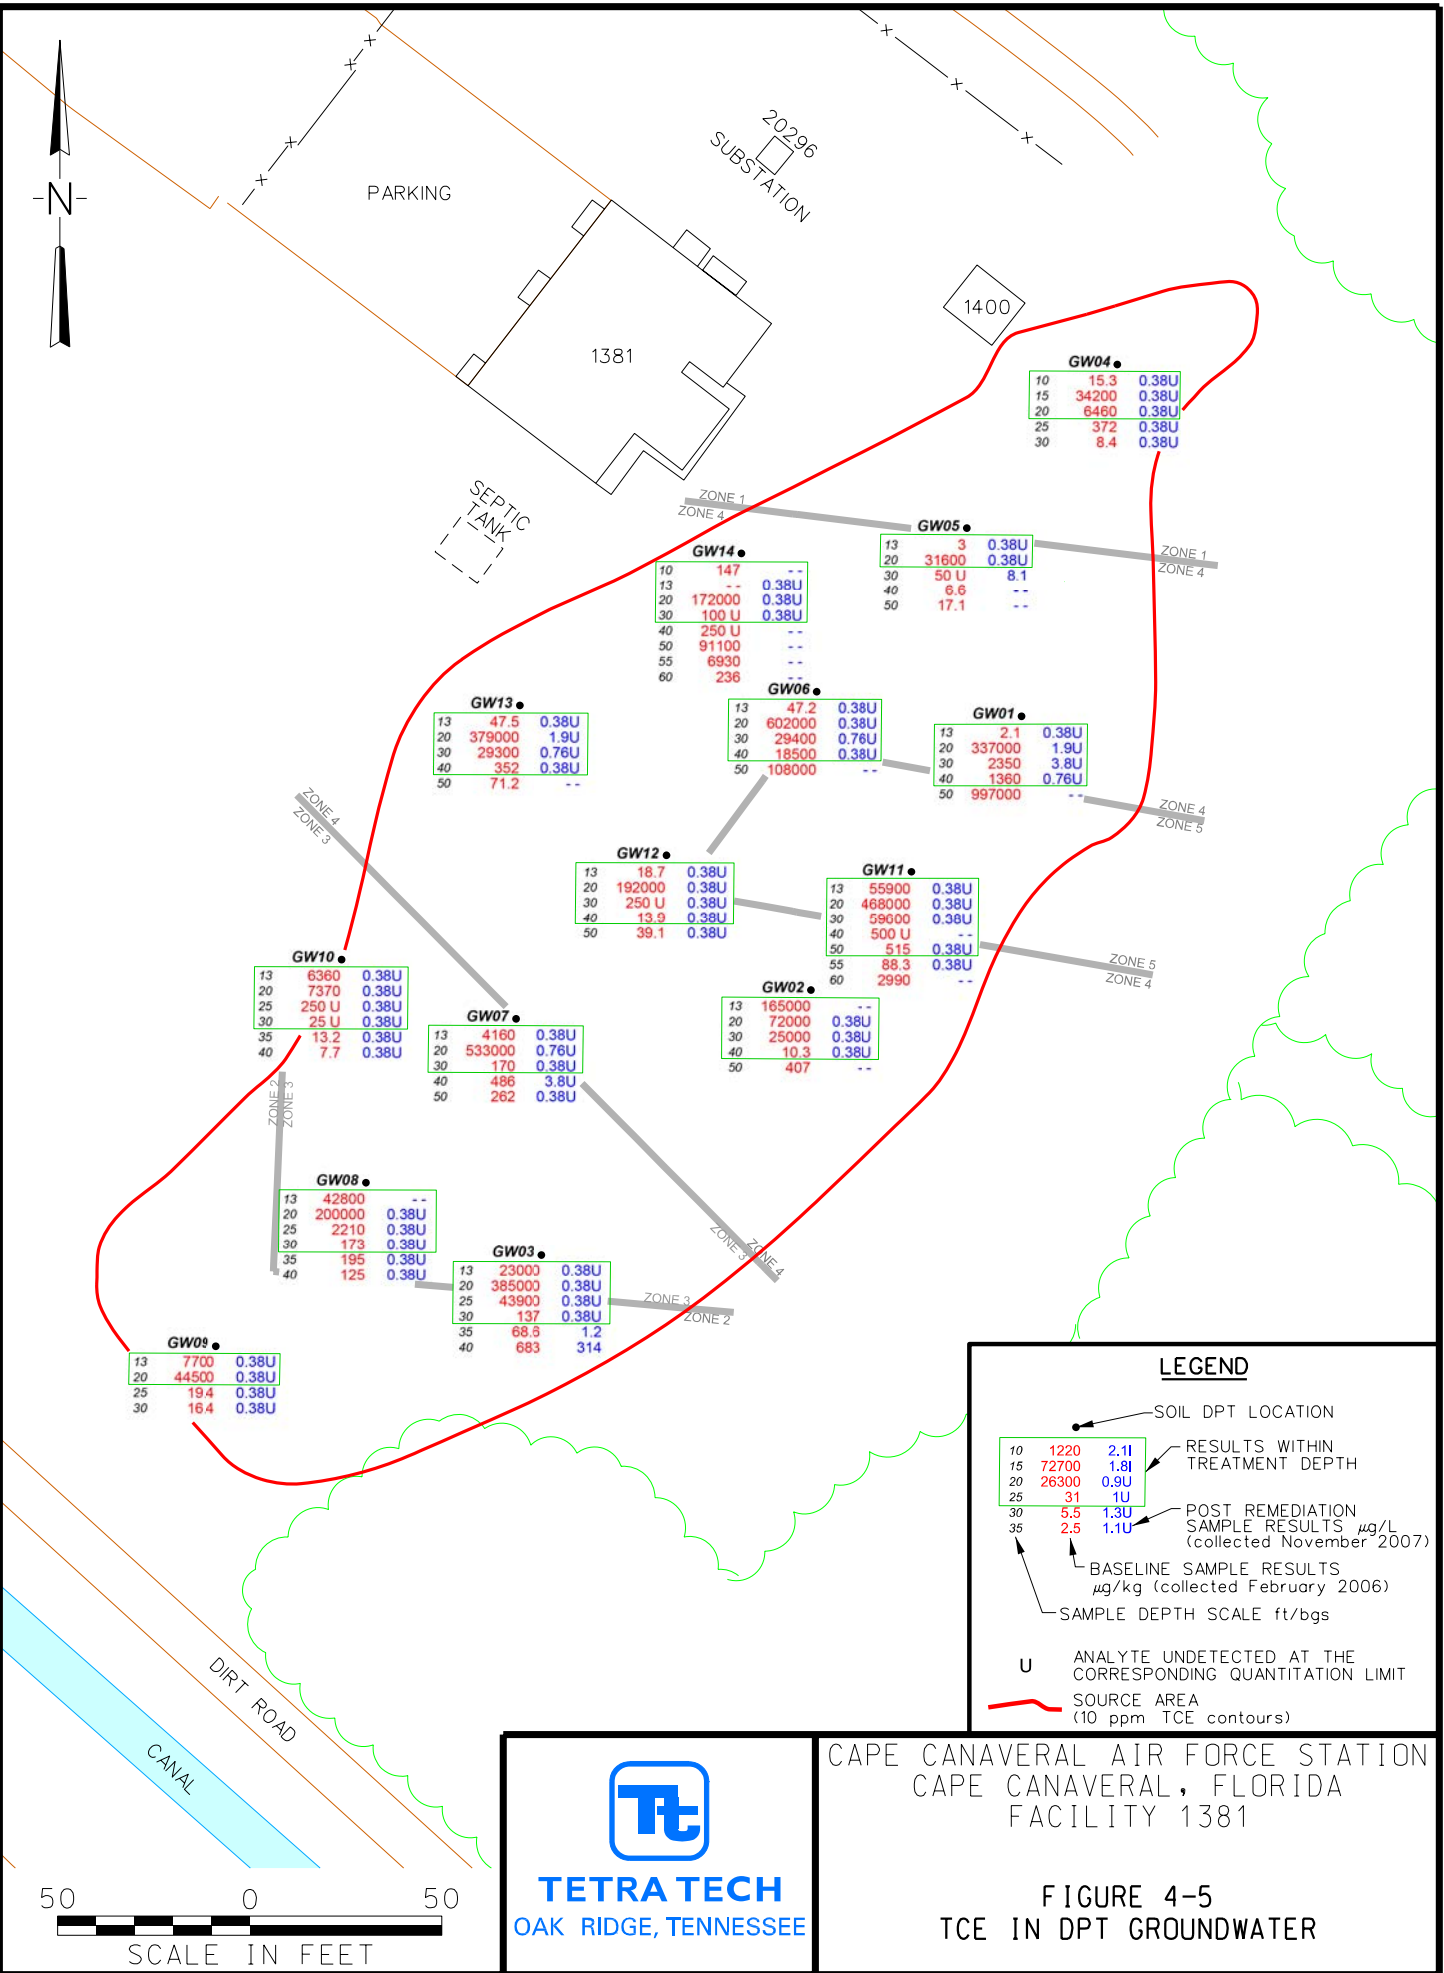 -N-
PARKING
20296
SUBSTATION
1381
1400
SEPTIC
TANK
GW04
10 15.3 0.38U
15 34200 0.38U
20 6460 0.38U
25 372 0.38U
30 8.4 0.38U
ZONE 1
ZONE 4
GW05
13 3 0.38U
20 31600 0.38U
30 50 U 8.1
40 6.6 --
50 17.1 --
ZONE 1
ZONE 4
GW14
10 147 --
13 -- 0.38U
20 172000 0.38U
30 100 U 0.38U
40 250 U --
50 91100 --
55 6930 --
60 236 --
GW06
13 47.2 0.38U
20 602000 0.38U
30 29400 0.76U
40 18500 0.38U
50 108000 --
GW13
13 47.5 0.38U
20 379000 1.9U
30 29300 0.76U
40 352 0.38U
50 71.2 --
GW01
13 2.1 0.38U
20 337000 1.9U
30 2350 3.8U
40 1360 0.76U
50 997000 --
ZONE 4
ZONE 5
ZONE 4
ZONE 3
GW12
13 18.7 0.38U
20 192000 0.38U
30 250 U 0.38U
40 13.9 0.38U
50 39.1 0.38U
GW11
13 55900 0.38U
20 468000 0.38U
30 59600 0.38U
40 500 U --
50 515 0.38U
55 88.3 0.38U
60 2990 --
ZONE 5
ZONE 4
GW10
13 6360 0.38U
20 7370 0.38U
25 250 U 0.38U
30 25 U 0.38U
35 13.2 0.38U
40 7.7 0.38U
GW07
13 4160 0.38U
20 533000 0.76U
30 170 0.38U
40 486 3.8U
50 262 0.38U
GW02
13 165000 --
20 72000 0.38U
30 25000 0.38U
40 10.3 0.38U
50 407 --
ZONE 2
ZONE 3
GW08
13 42800 --
20 200000 0.38U
25 2210 0.38U
30 173 0.38U
35 195 0.38U
40 125 0.38U
GW03
13 23000 0.38U
20 385000 0.38U
25 43900 0.38U
30 137 0.38U
35 68.6 1.2
40 683 314
ZONE 3
ZONE 4
ZONE 3
ZONE 2
GW09
13 7700 0.38U
20 44500 0.38U
25 19.4 0.38U
30 16.4 0.38U
LEGEND
SOIL DPT LOCATION
10 1220 2.1I
15 72700 1.8I
20 26300 0.9U
25 31 1U
30 5.5 1.3U
35 2.5 1.1U
RESULTS WITHIN
TREATMENT DEPTH
POST REMEDIATION
SAMPLE RESULTS µg/L
(collected November 2007)
BASELINE SAMPLE RESULTS
µg/kg (collected February 2006)
SAMPLE DEPTH SCALE ft/bgs
U ANALYTE UNDETECTED AT THE
CORRESPONDING QUANTITATION LIMIT
SOURCE AREA
(10 ppm TCE contours)
DIRT ROAD
CANAL
50 0 50
SCALE IN FEET
Tt
TETRA TECH
OAK RIDGE, TENNESSEE
CAPE CANAVERAL AIR FORCE STATION
CAPE CANAVERAL, FLORIDA
FACILITY 1381
FIGURE 4-5
TCE IN DPT GROUNDWATER